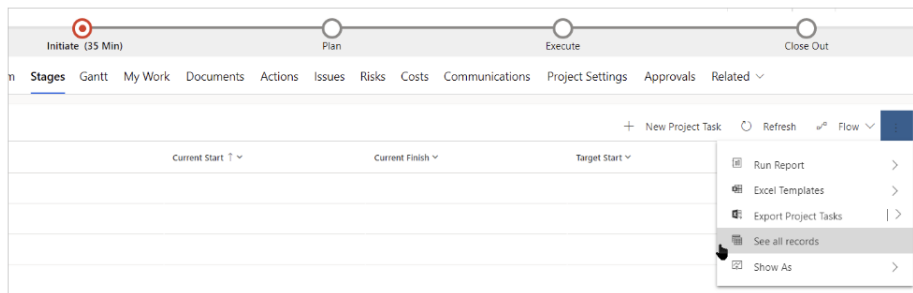 Initiate (35 Min) Plan Execute Close Out
m Stages Gantt My Work Documents Actions Issues Risks Costs Communications Project Settings Approvals Related
New Project Task Refresh Flow
Current Start Current Finish Target Start
Run Report
Excel Templates
Export Project Tasks
See all records
Show As